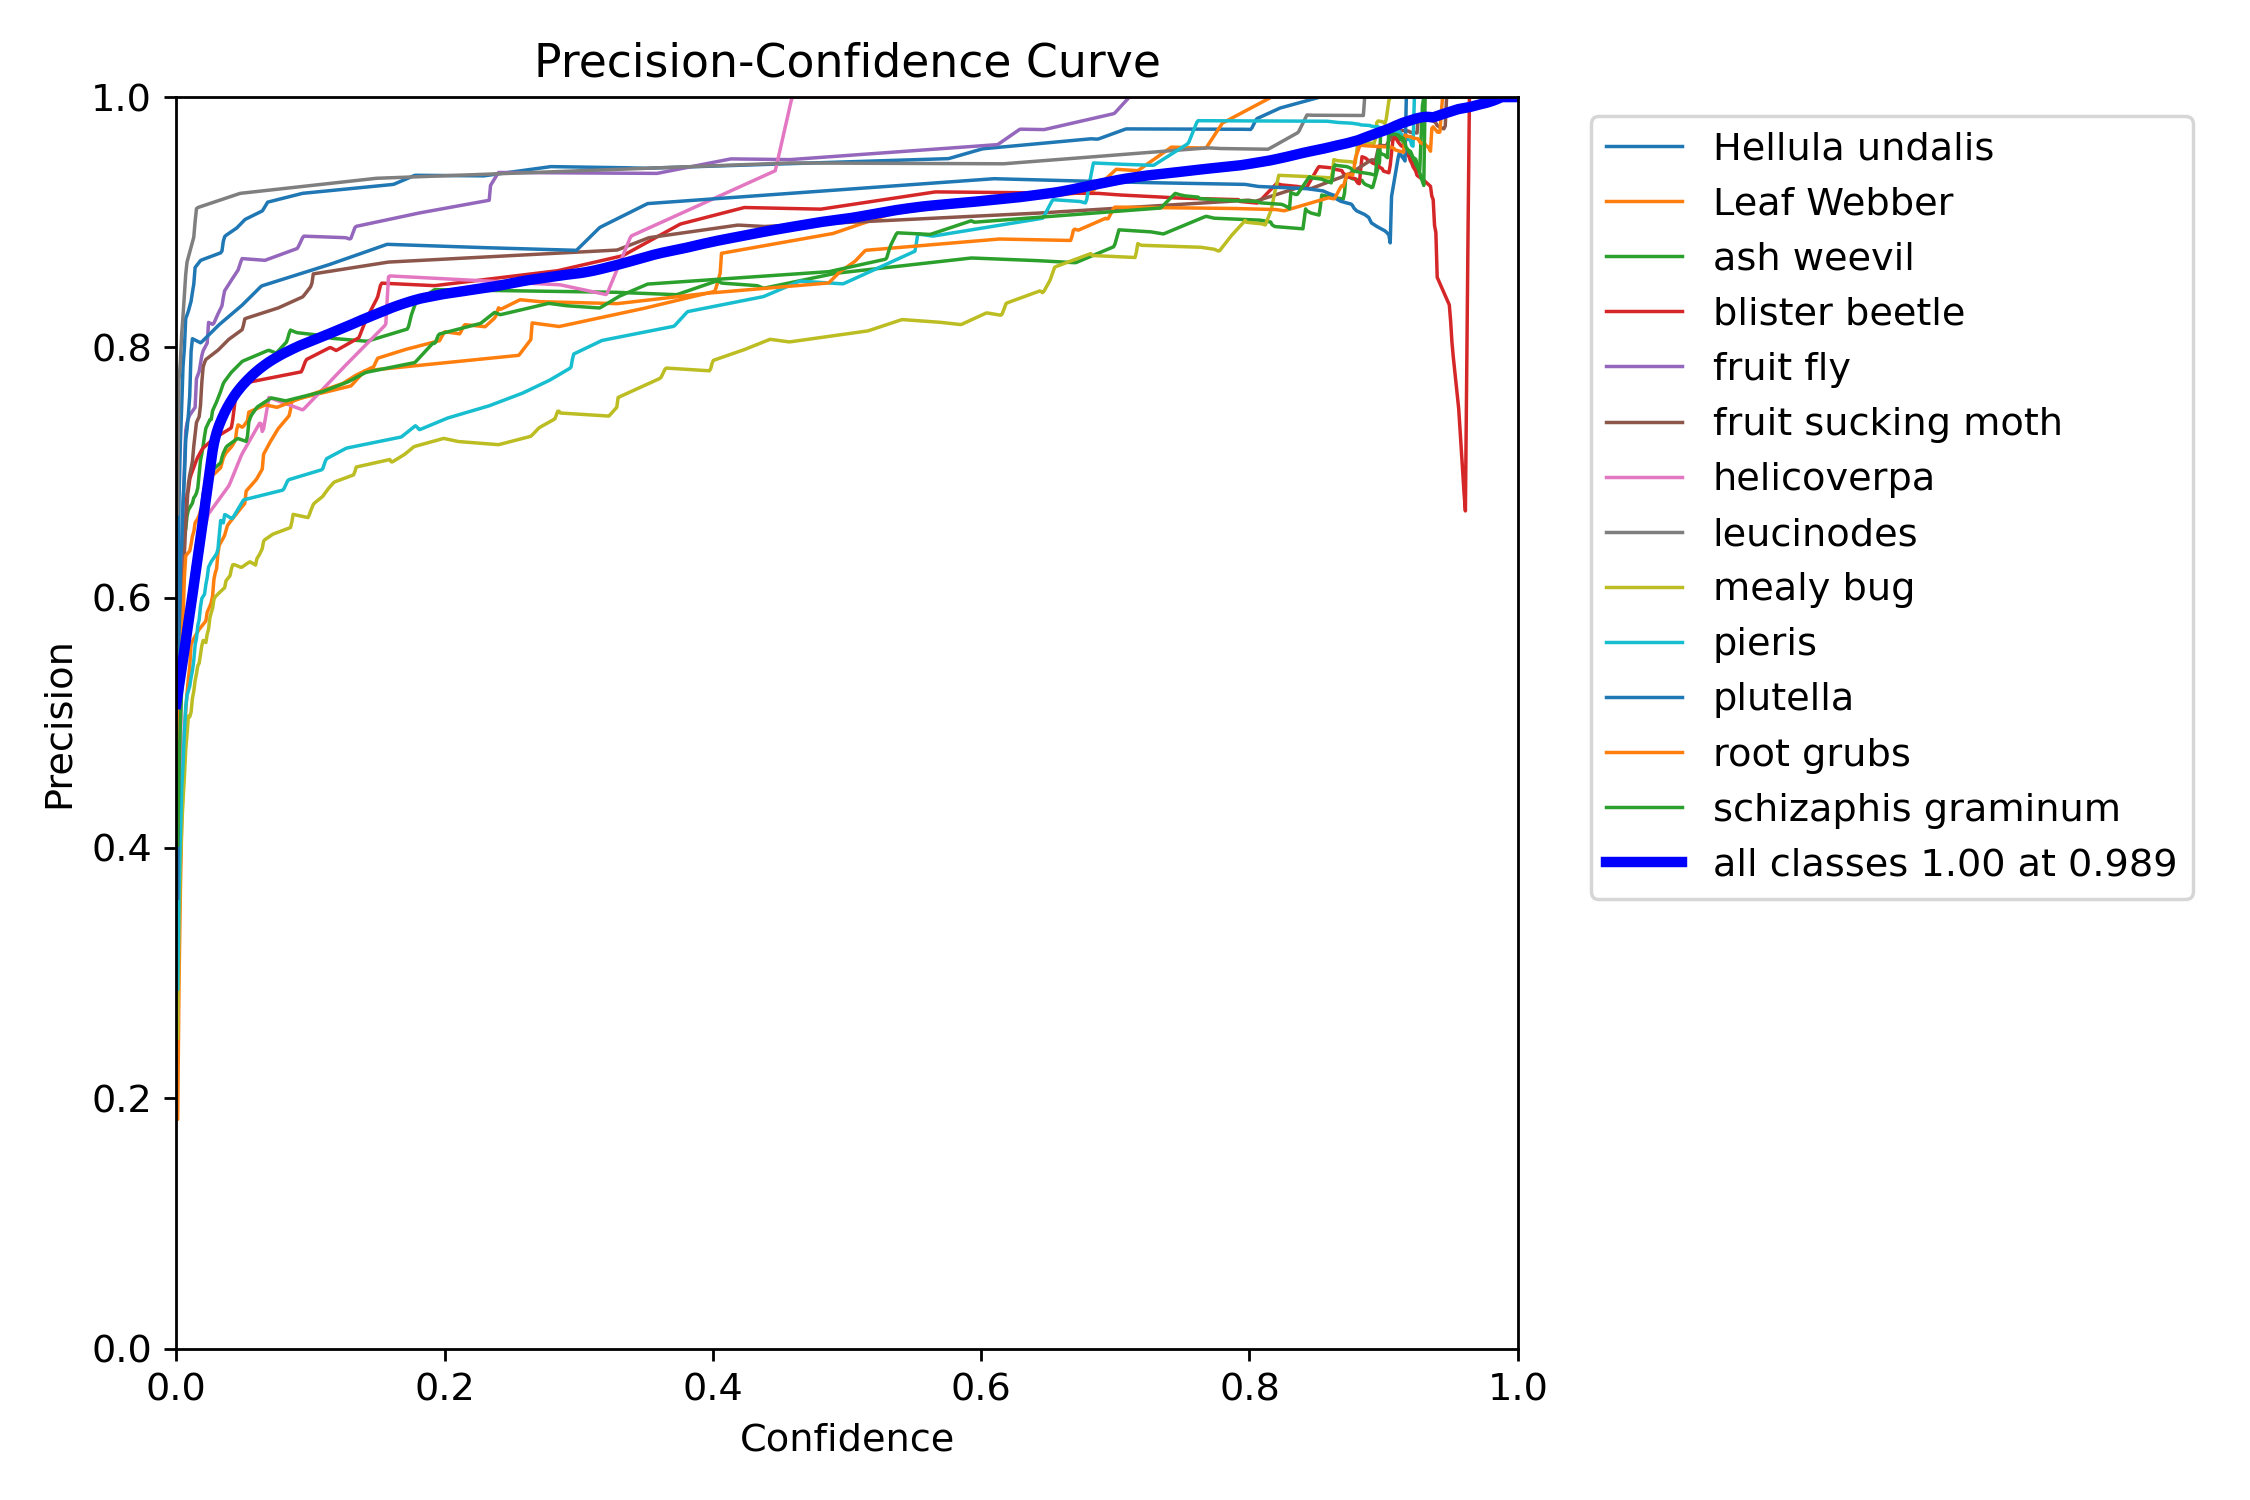 Precision-Confidence Curve
1.0
0.8
0.6
0.4
0.2
0.0
Precision
0.0 0.2 0.4 0.6 0.8 1.0
Confidence
Hellula undalis
Leaf Webber
ash weevil
blister beetle
fruit fly
fruit sucking moth
helicoverpa
leucinodes
mealy bug
pieris
plutella
root grubs
schizaphis graminum
all classes 1.00 at 0.989